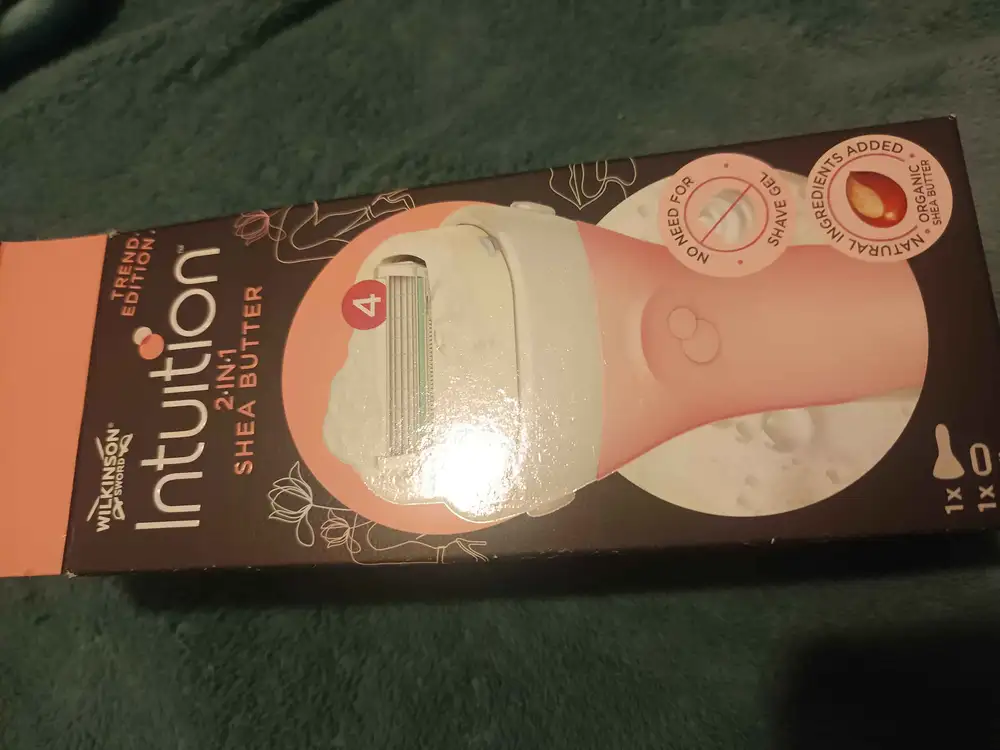 WILKINSON®
SWORD
TREND
EDITION
Intuition™
2-IN-1
SHEA BUTTER
4
NO NEED FOR
SHAVE GEL
NATURAL INGREDIENTS ADDED
ORGANIC
SHEA BUTTER
1x
1x